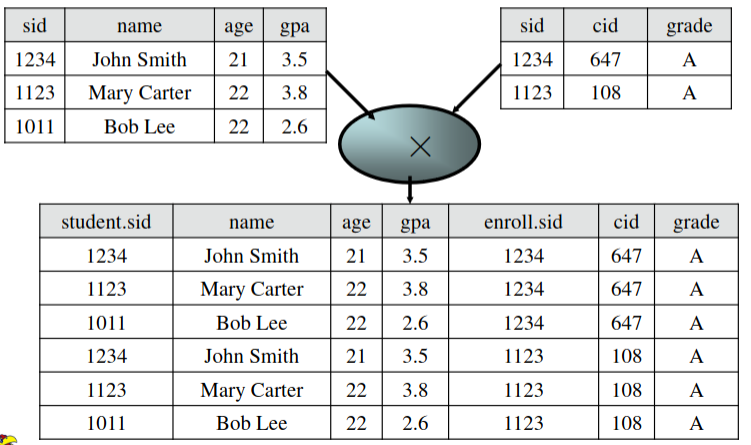 sid name age gpa
1234 John Smith 21 3.5
1123 Mary Carter 22 3.8
1011 Bob Lee 22 2.6
sid cid grade
1234 647 A
1123 108 A
×
student.sid name age gpa enroll.sid cid grade
1234 John Smith 21 3.5 1234 647 A
1123 Mary Carter 22 3.8 1234 647 A
1011 Bob Lee 22 2.6 1234 647 A
1234 John Smith 21 3.5 1123 108 A
1123 Mary Carter 22 3.8 1123 108 A
1011 Bob Lee 22 2.6 1123 108 A